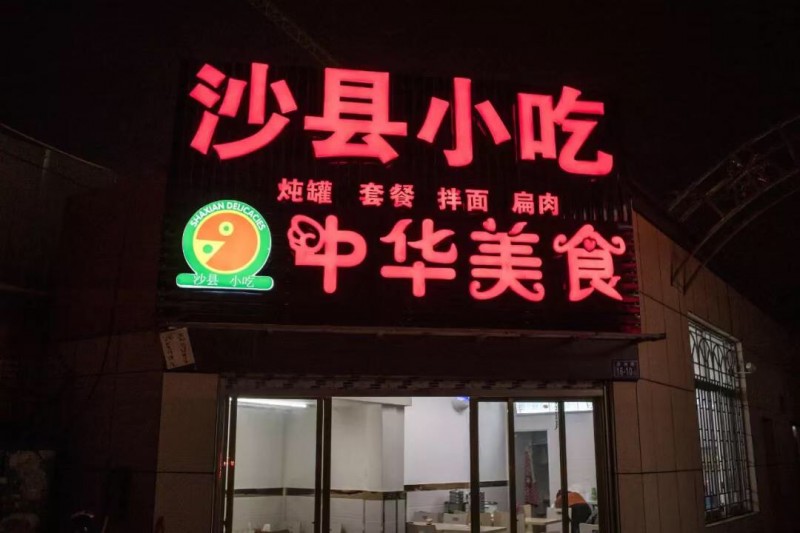 沙县小吃
炖罐 套餐 拌面 扁肉
中华美食
SHAXIAN DELICACIES
沙县 小吃